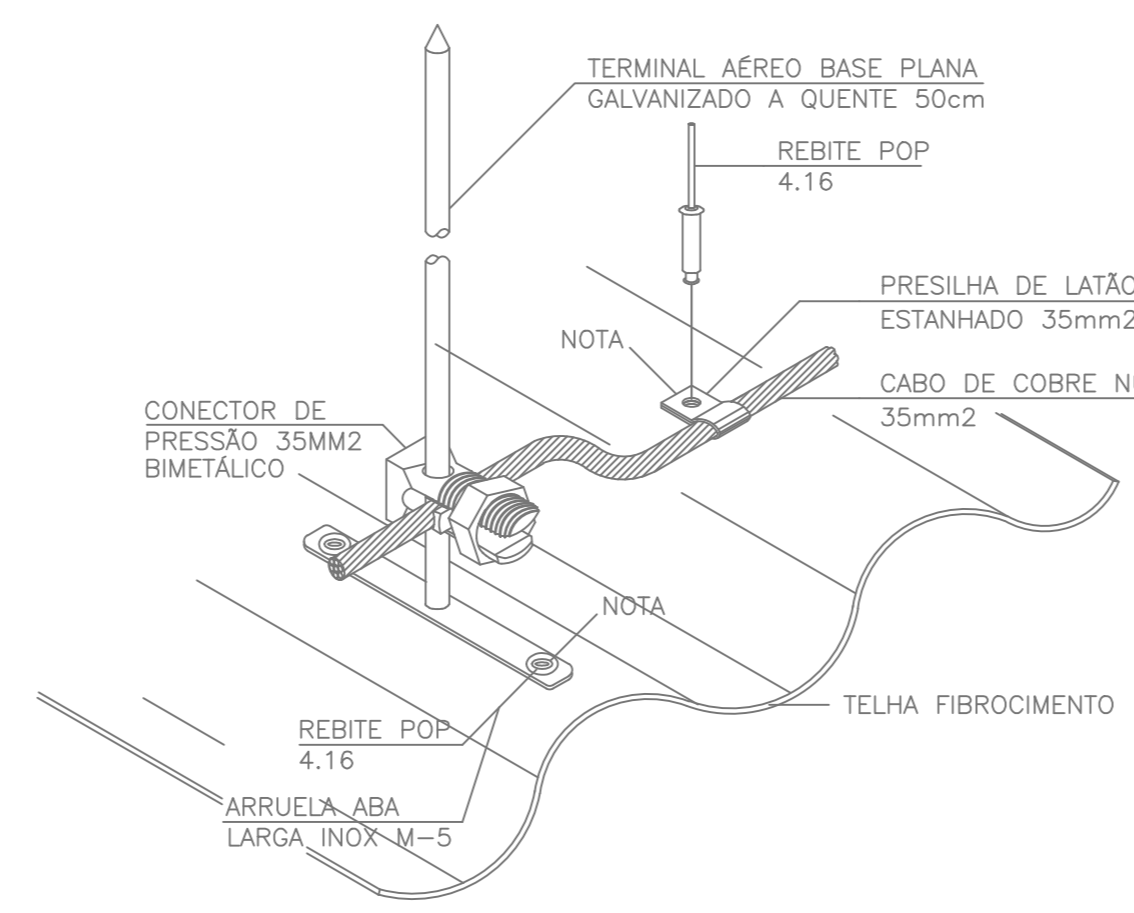 TERMINAL AÉREO BASE PLANA
GALVANIZADO A QUENTE 50cm
REBITE POP
4.16
PRESILHA DE LATÃO
ESTANHADO 35mm2
NOTA
CABO DE COBRE
35mm2
CONECTOR DE
PRESSÃO 35MM2
BIMETÁLICO
NOTA
TELHA FIBROCIMENTO
REBITE POP
4.16
ARRUELA ABA
LARGA INOX M-5